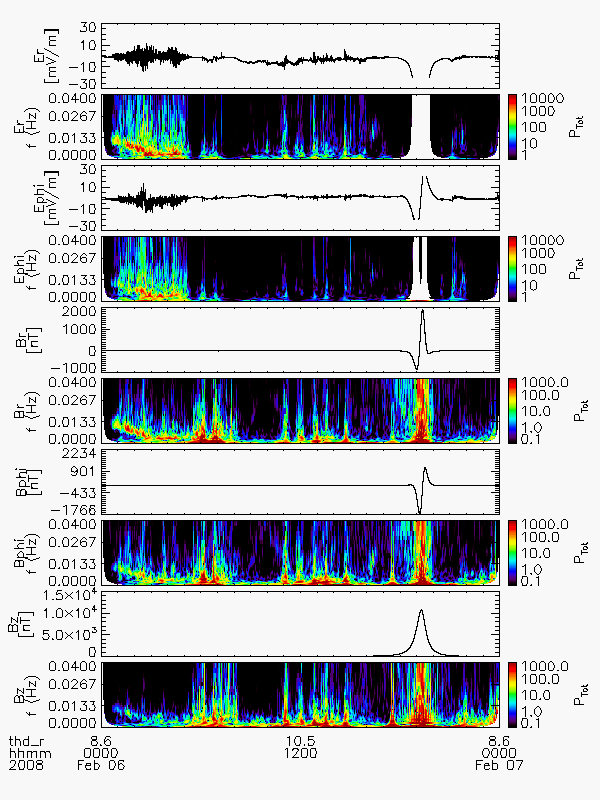 30
10
−10
−30
Er
[mV/m]
0.0400
0.0267
0.0133
0.0000
Er
f (Hz)
10000
1000
100
10
1
P Tot
30
10
−10
−30
Ephi
[mV/m]
0.0400
0.0267
0.0133
0.0000
Ephi
f (Hz)
10000
1000
100
10
1
P Tot
2000
1000
0
−1000
Br
[nT]
0.0400
0.0267
0.0133
0.0000
Br
f (Hz)
1000.0
100.0
10.0
1.0
0.1
P Tot
2234
901
−433
−1766
Bphi
[nT]
0.0400
0.0267
0.0133
0.0000
Bphi
f (Hz)
1000.0
100.0
10.0
1.0
0.1
P Tot
1.5×10⁴
1.0×10⁴
5.0×10³
0
Bz
[nT]
0.0400
0.0267
0.0133
0.0000
Bz
f (Hz)
1000.0
100.0
10.0
1.0
0.1
P Tot
thd_r 8.6 10.5 8.6
hhmm 0000 1200 0000
2008 Feb 06 Feb 07